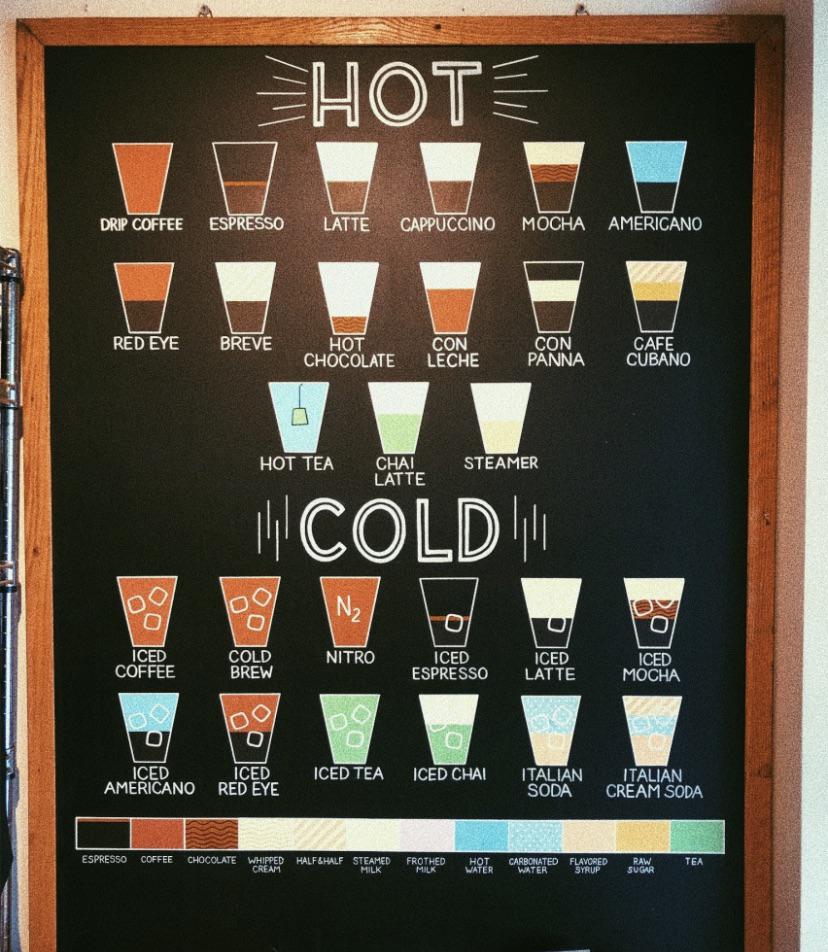 HOT
DRIP COFFEE ESPRESSO LATTE CAPPUCCINO MOCHA AMERICANO
RED EYE BREVE HOT CHOCOLATE CON LECHE CON PANNA CAFE CUBANO
HOT TEA CHAI LATTE STEAMER
COLD
N2
ICED COFFEE COLD BREW NITRO ICED ESPRESSO ICED LATTE ICED MOCHA
ICED AMERICANO ICED RED EYE ICED TEA ICED CHAI ITALIAN SODA ITALIAN CREAM SODA
ESPRESSO COFFEE CHOCOLATE WHIPPED CREAM HALF&HALF STEAMED MILK FROTHED MILK HOT WATER CARBONATED WATER FLAVORED SYRUP RAW SUGAR TEA